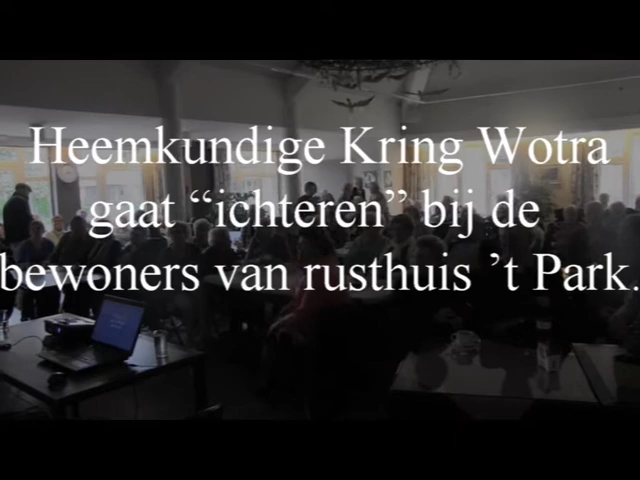 Heemkundige Kring Wotra
gaat “ichteren” bij de
bewoners van rusthuis ’t Park.